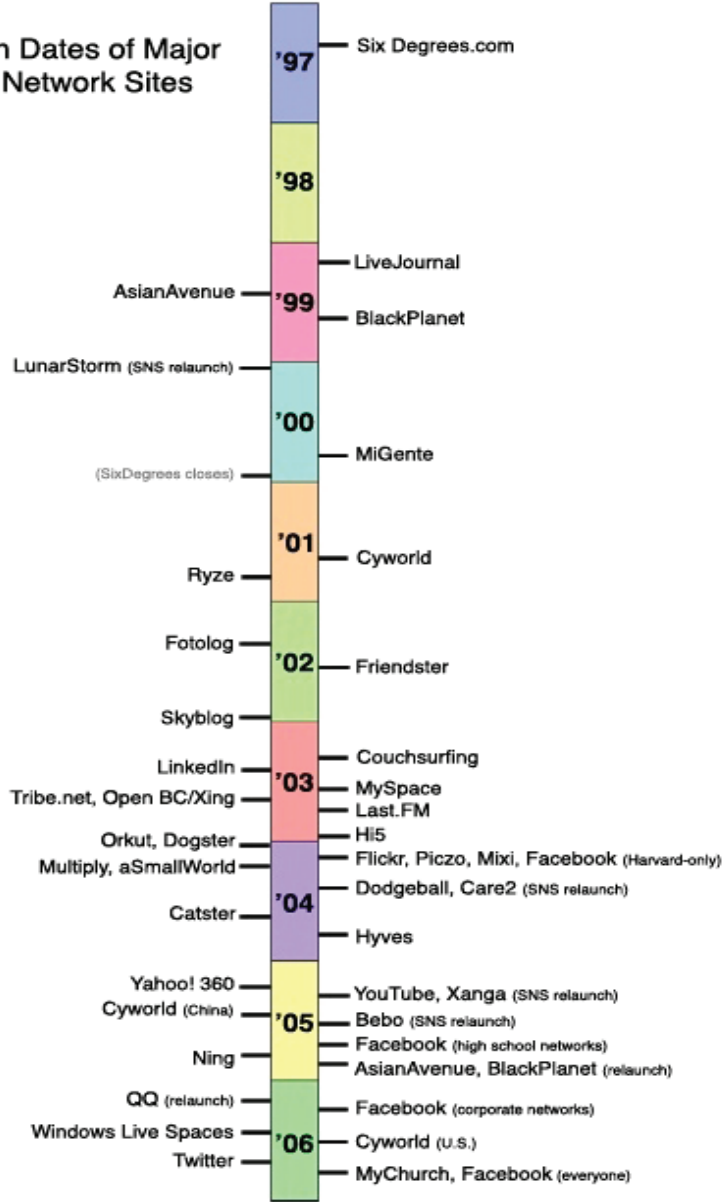 n Dates of Major
Network Sites
'97
Six Degrees.com
'98
'99
LiveJournal
AsianAvenue
BlackPlanet
LunarStorm (SNS relaunch)
'00
MiGente
(SixDegrees closes)
'01
Cyworld
Ryze
Fotolog
'02
Friendster
Skyblog
'03
Couchsurfing
LinkedIn
MySpace
Tribe.net, Open BC/Xing
Last.FM
Hi5
Orkut, Dogster
Flickr, Piczo, Mixi, Facebook (Harvard-only)
Multiply, aSmallWorld
Dodgeball, Care2 (SNS relaunch)
'04
Catster
Hyves
Yahoo! 360
YouTube, Xanga (SNS relaunch)
Cyworld (China)
'05
Bebo (SNS relaunch)
Facebook (high school networks)
Ning
AsianAvenue, BlackPlanet (relaunch)
QQ (relaunch)
Facebook (corporate networks)
Windows Live Spaces
'06
Cyworld (U.S.)
Twitter
MyChurch, Facebook (everyone)